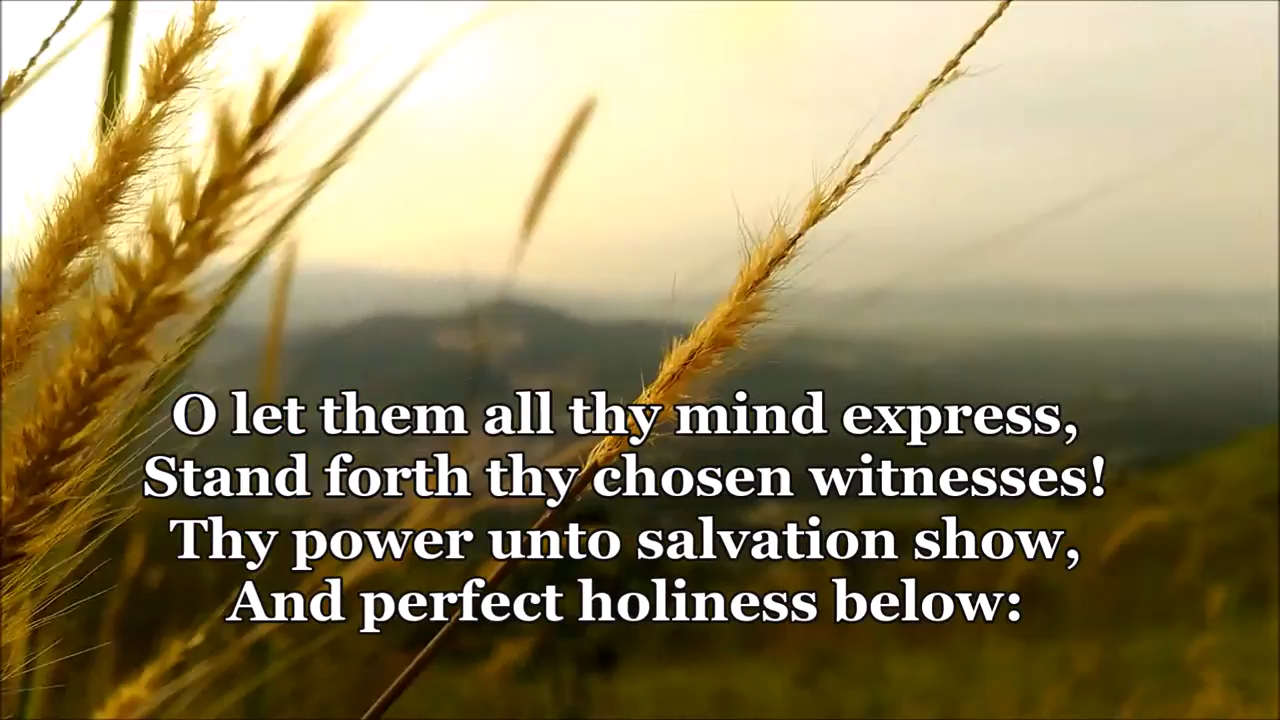 O let them all thy mind express,
Stand forth thy chosen witnesses!
Thy power unto salvation show,
And perfect holiness below: